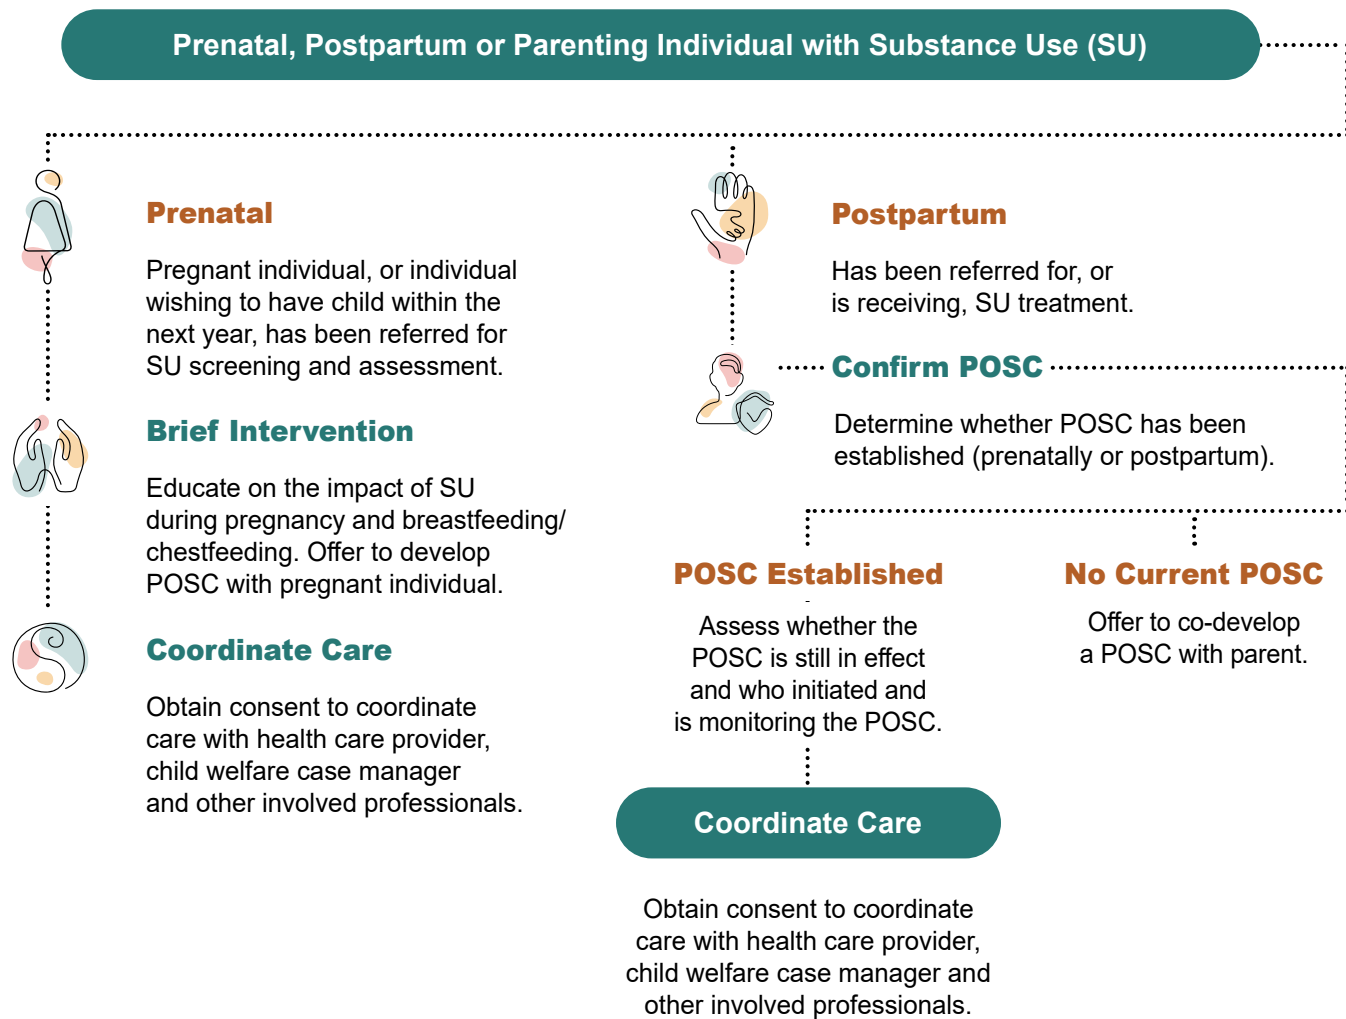 Prenatal, Postpartum or Parenting Individual with Substance Use (SU)
Prenatal
Pregnant individual, or individual
wishing to have child within the
next year, has been referred for
SU screening and assessment.
Brief Intervention
Educate on the impact of SU
during pregnancy and breastfeeding/
chestfeeding. Offer to develop
POSC with pregnant individual.
Coordinate Care
Obtain consent to coordinate
care with health care provider,
child welfare case manager
and other involved professionals.
Postpartum
Has been referred for, or
is receiving, SU treatment.
Confirm POSC
Determine whether POSC has been
established (prenatally or postpartum).
POSC Established
Assess whether the
POSC is still in effect
and who initiated and
is monitoring the POSC.
No Current POSC
Offer to co-develop
a POSC with parent.
Coordinate Care
Obtain consent to coordinate
care with health care provider,
child welfare case manager and
other involved professionals.